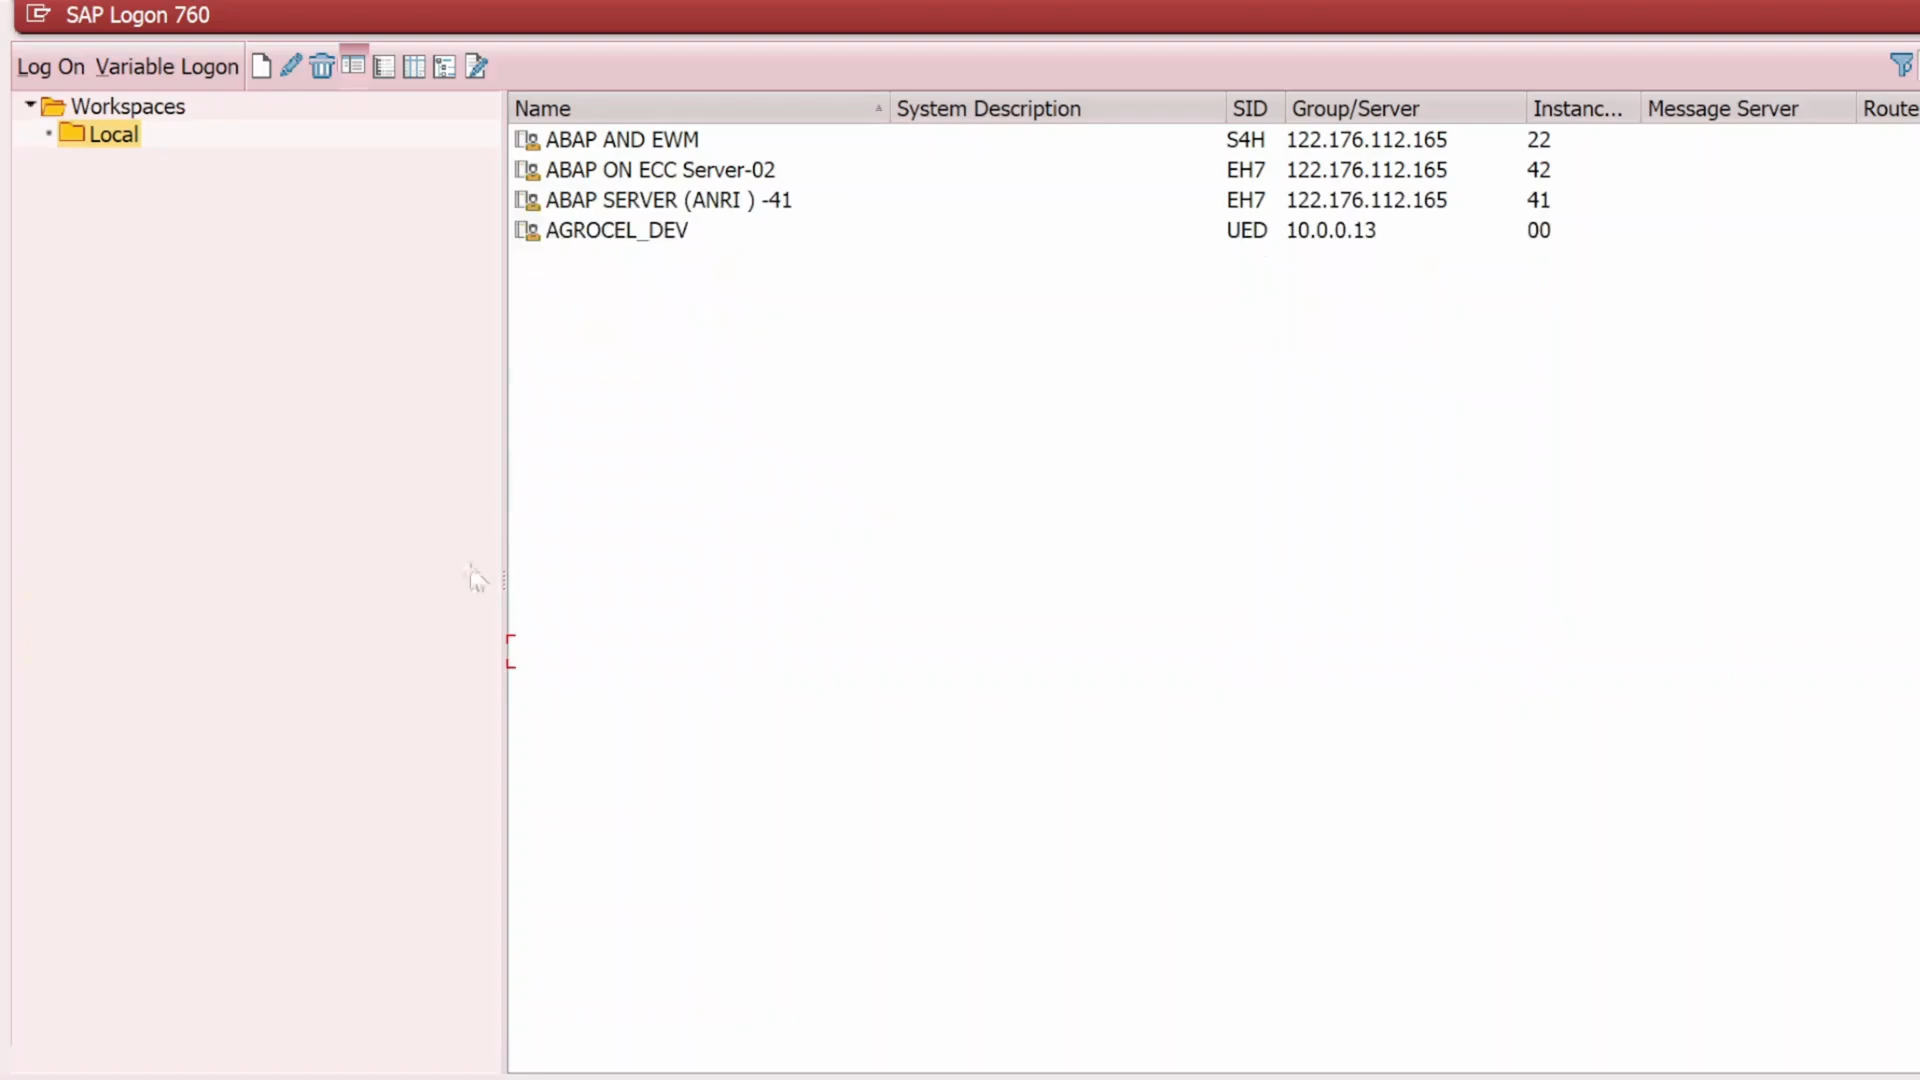 SAP Logon 760
Log On Variable Logon
Workspaces
Local
Name System Description SID Group/Server Instanc... Message Server Route
ABAP AND EWM S4H 122.176.112.165 22
ABAP ON ECC Server-02 EH7 122.176.112.165 42
ABAP SERVER (ANRI ) -41 EH7 122.176.112.165 41
AGROCEL_DEV UED 10.0.0.13 00